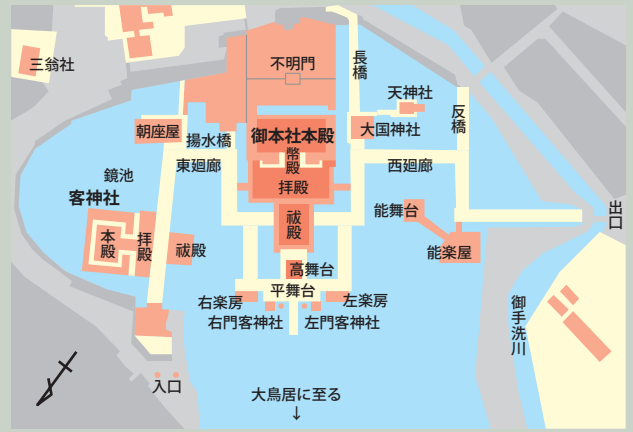 三翁社
不明門
長橋
天神社
反橋
大国神社
朝座屋
揚水橋
御本社本殿
東廻廊
幣殿
西廻廊
鏡池
客神社
拝殿
能舞台
出口
祓殿
本殿
拝殿
祓殿
能楽屋
高舞台
平舞台
右楽房
左楽房
右門客神社
左門客神社
御手洗川
入口
大鳥居に至る
↓